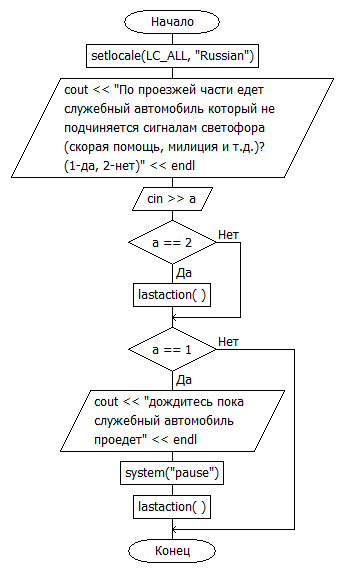 Начало
setlocale(LC_ALL, "Russian")
cout << "По проезжей части едет
служебный автомобиль который не
подчиняется сигналам светофора
(скорая помощь, милиция и т.д.)?
(1-да, 2-нет)" << endl
cin >> a
a == 2
Нет
Да
lastaction( )
a == 1
Нет
Да
cout << "дождитесь пока
служебный автомобиль
проедет" << endl
system("pause")
lastaction( )
Конец